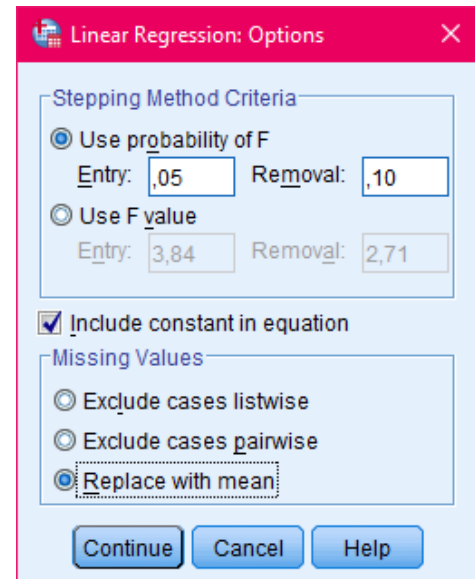 Linear Regression: Options
Stepping Method Criteria
Use probability of F
Entry: ,05 Removal: ,10
Use F value
Entry: 3,84 Removal: 2,71
Include constant in equation
Missing Values
Exclude cases listwise
Exclude cases pairwise
Replace with mean
Continue Cancel Help